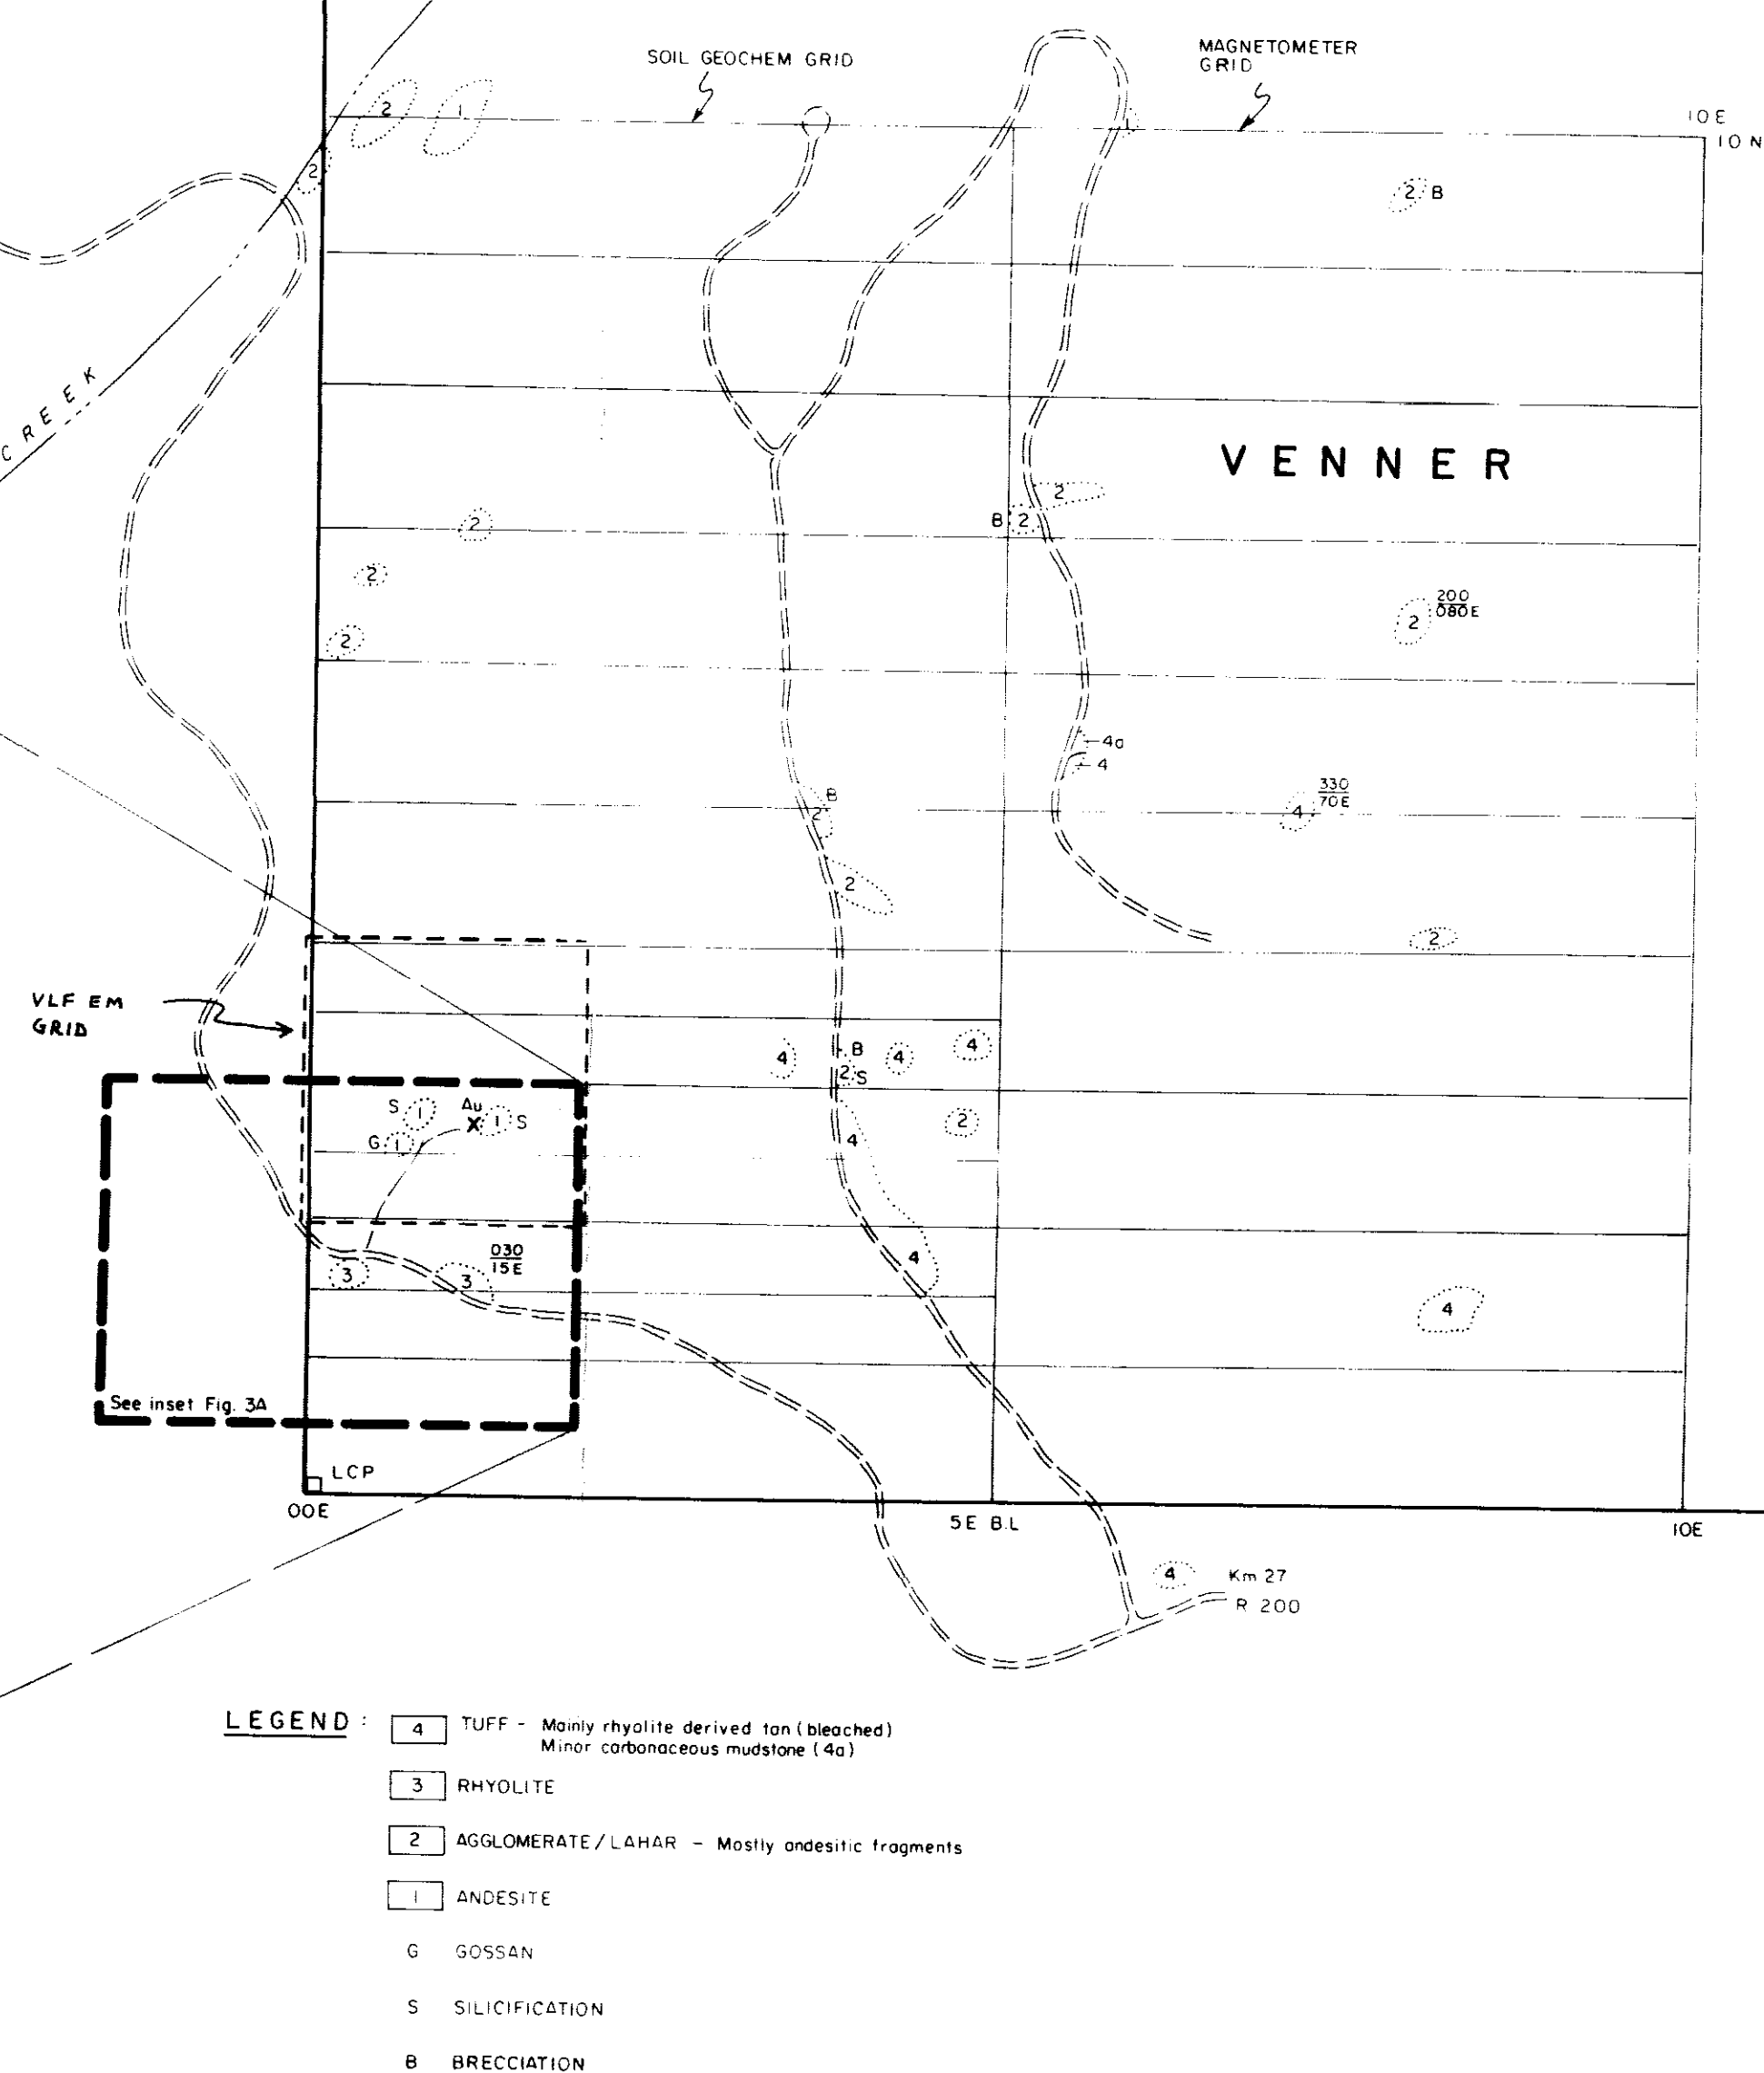 SOIL GEOCHEM GRID
MAGNETOMETER
GRID
10E
10 N
2
1
1
2
2 B
CREEK
VENNER
2
B 2
2
2
200
080E
2
2
4a
4
330
70E
4
B
2
2
2
VLF EM
GRID
4
B
2 S
4
4
S 1
Au
X 1 S
G 1
2
4
030
15E
3
3
4
4
See inset Fig. 3A
LCP
00E
5E B.L
10E
4
Km 27
R 200
LEGEND :
4 TUFF - Mainly rhyolite derived tan (bleached)
Minor carbonaceous mudstone (4a)
3 RHYOLITE
2 AGGLOMERATE/LAHAR - Mostly andesitic fragments
1 ANDESITE
G GOSSAN
S SILICIFICATION
B BRECCIATION